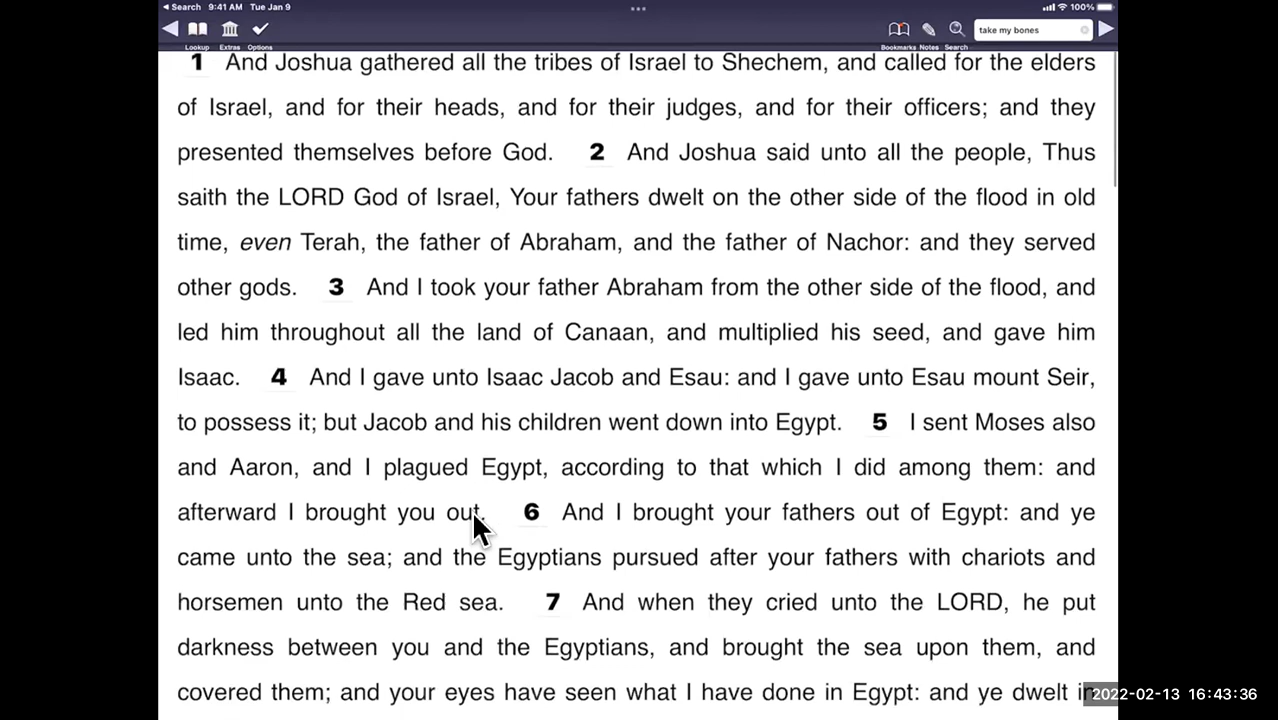 Search 9:41 AM Tue Jan 9
100%
Lookup Extras Options
Bookmarks Notes Search
take my bones
1 And Joshua gathered all the tribes of Israel to Shechem, and called for the elders
of Israel, and for their heads, and for their judges, and for their officers; and they
presented themselves before God. 2 And Joshua said unto all the people, Thus
saith the LORD God of Israel, Your fathers dwelt on the other side of the flood in old
time, even Terah, the father of Abraham, and the father of Nachor: and they served
other gods. 3 And I took your father Abraham from the other side of the flood, and
led him throughout all the land of Canaan, and multiplied his seed, and gave him
Isaac. 4 And I gave unto Isaac Jacob and Esau: and I gave unto Esau mount Seir,
to possess it; but Jacob and his children went down into Egypt. 5 I sent Moses also
and Aaron, and I plagued Egypt, according to that which I did among them: and
afterward I brought you out. 6 And I brought your fathers out of Egypt: and ye
came unto the sea; and the Egyptians pursued after your fathers with chariots and
horsemen unto the Red sea. 7 And when they cried unto the LORD, he put
darkness between you and the Egyptians, and brought the sea upon them, and
covered them; and your eyes have seen what I have done in Egypt: and ye dwelt in
2022-02-13 16:43:36